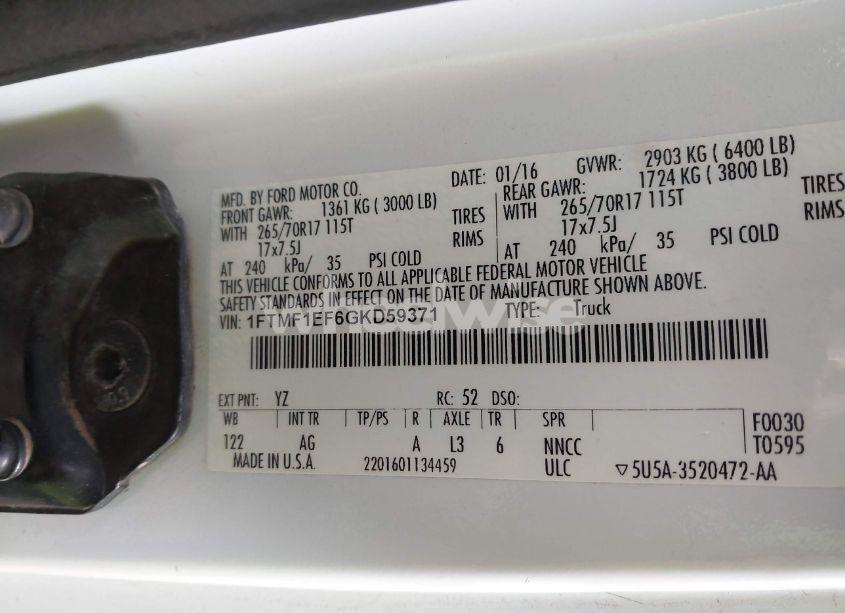 MFD. BY FORD MOTOR CO. DATE: 01/16 GVWR: 2903 KG ( 6400 LB)
FRONT GAWR: 1361 KG ( 3000 LB) REAR GAWR: 1724 KG ( 3800 LB)
WITH 265/70R17 115T TIRES WITH 265/70R17 115T TIRES
17x7.5J RIMS 17x7.5J RIMS
AT 240 kPa/ 35 PSI COLD AT 240 kPa/ 35 PSI COLD
THIS VEHICLE CONFORMS TO ALL APPLICABLE FEDERAL MOTOR VEHICLE
SAFETY STANDARDS IN EFFECT ON THE DATE OF MANUFACTURE SHOWN ABOVE.
VIN: 1FTMF1EF6GKD59371 TYPE: Truck
wheelwise
EXT PNT: YZ RC: 52 DSO:
WB INT TR TP/PS R AXLE TR SPR F0030
122 AG A L3 6 NNCC T0595
MADE IN U.S.A. 2201601134459 ULC ▽5U5A-3520472-AA